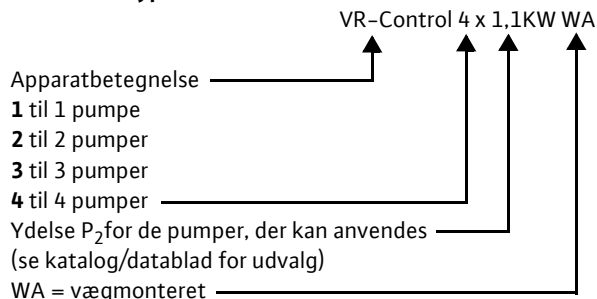 VR-Control 4 x 1,1KW WA
Apparatbetegnelse
1 til 1 pumpe
2 til 2 pumper
3 til 3 pumper
4 til 4 pumper
Ydelse P2for de pumper, der kan anvendes
(se katalog/datablad for udvalg)
WA = vægmonteret